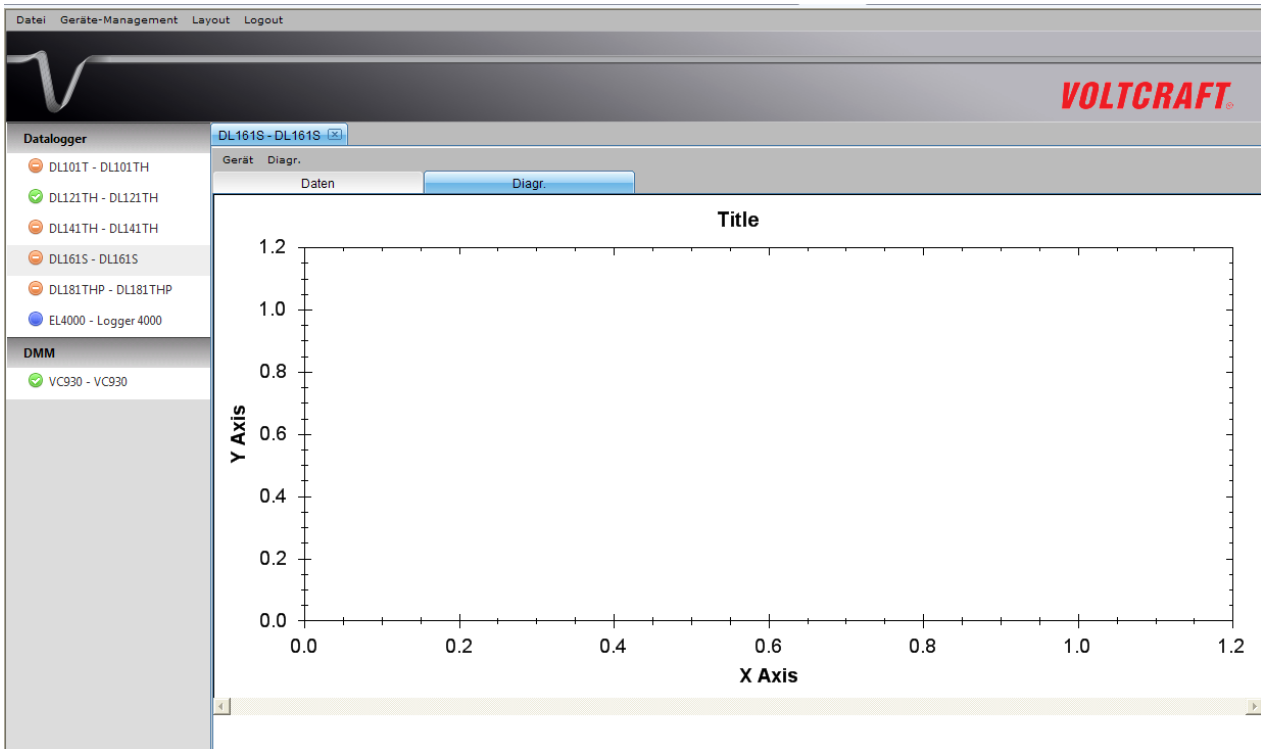 Datei Geräte-Management Layout Logout
VOLTCRAFT®
Datalogger
DL101T - DL101TH
DL121TH - DL121TH
DL141TH - DL141TH
DL161S - DL161S
DL181THP - DL181THP
EL4000 - Logger 4000
DMM
VC930 - VC930
DL161S - DL161S
Gerät Diagr.
Daten Diagr.
Title
1.2
1.0
0.8
0.6
0.4
0.2
0.0
Y Axis
0.0 0.2 0.4 0.6 0.8 1.0 1.2
X Axis